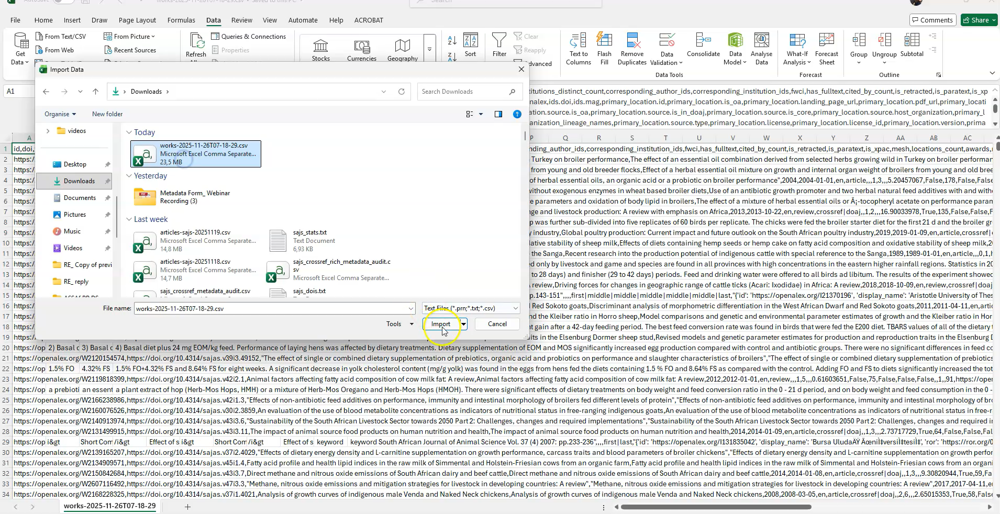 AutoSave
works-2025-11-26T07-18-29.csv • Saved to this PC
Search
File Home Insert Draw Page Layout Formulas Data Review View Automate Help ACROBAT
Comments
Share
Get
Data
From Text/CSV
From Web
From Picture
Recent Sources
Refresh
Queries & Connections
Properties
Stocks
Currencies
Geography
Sort
Filter
Clear
Reapply
Advanced
Text to
Columns
Flash
Fill
Remove
Duplicates
Data
Validation
Consolidate
Data
Model
Analyse
Data
What-If
Analysis
Forecast
Sheet
Group
Ungroup
Subtotal
Data Tools
Forecast
Outline
A1
Import Data
Downloads
Search Downloads
Organise
New folder
videos
Desktop
Downloads
Documents
Pictures
Music
Videos
RE_ Copy of previ
RE_ reply
Today
works-2025-11-26T07-18-29.csv
Microsoft Excel Comma Separate...
23,5 MB
Yesterday
Metadata Form_ Webinar
Recording (3)
Last week
articles-sajs-20251119.csv
Microsoft Excel Comma Separate...
14,8 MB
sajs_stats.txt
Text Document
6,93 KB
articles-sajs-20251118.csv
Microsoft Excel Comma Separate...
14,7 MB
sajs_crossref_rich_metadata_audit.c
sv
Microsoft Excel Comma Separate...
sajs_crossref_metadata_audit.csv
sajs_dois.txt
File name:
works-2025-11-26T07-18-29.csv
Text Files (*.prn;*.txt;*.csv)
Tools
Import
Cancel
nstitutions_distinct_count,corresponding_author_ids,corresponding_institution_ids,fwci,has_fulltext,cited_by_count,is_retracted,is_paratext,is_xp
nalex,ids.doi,ids.mag,primary_location.id,primary_location.is_oa,primary_location.landing_page_url,primary_location.pdf_url,primary_locati
ation.source.is_oa,primary_location.source.is_in_doaj,primary_location.source.is_core,primary_location.source.host_organization,primary_l
anization_lineage_names,primary_location.source.type,primary_location.license,primary_location.license_id,primary_location.version,prima
A P Q R S T U V W X Y Z AA AB AC
1 id,doi, nding_author_ids,corresponding_institution_ids,fwci,has_fulltext,cited_by_count,is_retracted,is_paratext,is_xpac,mesh,locations_count,awards,
2 https:/ Turkey on broiler performance,The effect of an essential oil combination derived from selected herbs growing wild in Turkey on broiler performan
3 https:/ from young and old breeder flocks,Effect of a herbal essential oil mixture on growth and internal organ weight of broilers from young and old bree
4 https:/ of herbal essential oils, an organic acid or a probiotic on broiler performance",2004,2004-01-01,en,article,,,1,3,,,5.20457067,False,178,False,False
5 https:/ without exogenous enzymes in wheat based broiler diets,Use of an antibiotic growth promoter and two herbal natural feed additives with and witho
6 https:/ e parameters and oxidation of body lipid in broilers,The effect of a mixture of herbal essential oils or Ã¡-tocopheryl acetate on performance param
7 https:/ nge and livestock production: A review with emphasis on Africa,2013,2013-10-22,en,review,crossref|doaj,,1,2,,,16.90033978,True,135,False,False,F
8 https:/ p was further sub-divided into five replicates of 60 birds per replicate. The chicks were fed the broiler starter diet for the first 21 d and the broiler gr
9 https:/ y industry,Global poultry production: Current impact and future outlook on the South African poultry industry,2019,2019-01-09,en,article,crossref|
10 https:/ dative stability of sheep milk,Effects of diets containing hemp seeds or hemp cake on fatty acid composition and oxidative stability of sheep milk,2
11 https:/ the Sanga,Recent research into the production potential of indigenous cattle with special reference to the Sanga,1989,1989-01-01,en,article,,,0,1,
12 https:/ ed only by livestock and game and species are found in all provinces with high concentrations in the eastern higher rainfall regions. Statistics in 20
13 https:/ to 28 days) and finisher (29 to 42 days) periods. Feed and drinking water were offered to all birds ad libitum. The results of the experiment showed
14 https:/ A review,Driving forces for changes in geographic range of cattle ticks (Acari: Ixodidae) in Africa: A review,2018,2018-10-09,en,review,crossref|doaj
15 https:/ pp.143-151",,,,first|middle|middle|middle|middle|last,"{'id': 'https://openalex.org/I21370196', 'display_name': 'Aristotle University of Thes
16 https:/ Red Sokoto goats,Discriminant analysis of morphometric differentiation in the West African Dwarf and Red Sokoto goats,2011,2011-04-11,en,article,
17 https:/ and the Kleiber ratio in Horro sheep,Model comparisons and genetic and environmental parameter estimates of growth and the Kleiber ratio in Ho
18 https:/ nt gain after a 42-day feeding period. The best feed conversion rate was found in birds that were fed the E200 diet. TBARS values of all of the dietary t
19 https:/ uits in the Elsenburg Dormer sheep stud,Revised models and genetic parameter estimates for production and reproduction traits in the Elsenburg D
20 https://op 2) Basal c 3) Basal c 4) Basal diet plus 24 mg EOM/kg feed. Performance of laying hens was affected by dietary treatments. Dietary supplementation of EOM and MOS significantly increased egg production compared with control and antibiotic groups. There were no significant differences in feed co
21 https://openalex.org/W2120154574,https://doi.org/10.4314/sajas.v39i3.49152,"The effect of single or combined dietary supplementation of prebiotics, organic acid and probiotics on performance and slaughter characteristics of broilers","The effect of single or combined dietary supplementation of prebiotics
22 https://op 1.5% FO 4.32% FS 1.5% FO+4.32% FS and 8.64% FS for eight weeks. A significant decrease in yolk cholesterol content (mg/g yolk) was found in the eggs from hens fed the diets containing 1.5 % FO and 8.64% FS as compared with the control. Adding FO and FS to diets significantly increased the tot
23 https://openalex.org/W2119818399,https://doi.org/10.4314/sajas.v42i2.1,Animal factors affecting fatty acid composition of cow milk fat: A review,Animal factors affecting fatty acid composition of cow milk fat: A review,2012,2012-01-01,en,review,,,1,5,,,0.61603651,False,75,False,False,False,,1,,91,https://ope
24 https://op a prebioti an essent a plant extract of hop (Herb-Mos Hops, HMH) or a mixture of Herb-Mos Oregano and Herb-Mos Hops (HMOH). There were significant effects of dietary treatments on body weight and feed conversion ratio in the 0 - 21 d period, and on body weight and feed consumption in the 0 -
25 https://openalex.org/W2166238986,https://doi.org/10.4314/sajas.v42i1.3,"Effects of non-antibiotic feed additives on performance, immunity and intestinal morphology of broilers fed different levels of protein","Effects of non-antibiotic feed additives on performance, immunity and intestinal morphology of bro
26 https://openalex.org/W2160076526,https://doi.org/10.4314/sajas.v30i2.3859,An evaluation of the use of blood metabolite concentrations as indicators of nutritional status in free-ranging indigenous goats,An evaluation of the use of blood metabolite concentrations as indicators of nutritional status in free-r
27 https://openalex.org/W2140913974,https://doi.org/10.4314/sajas.v43i3.6,"Sustainability of the South African Livestock Sector towards 2050 Part 2: Challenges, changes and required implementations","Sustainability of the South African Livestock Sector towards 2050 Part 2: Challenges, changes and required in
28 https://openalex.org/W2131499915,https://doi.org/10.4314/sajas.v43i3.11,The impact of animal source food products on human nutrition and health,The impact of animal source food products on human nutrition and health,2014,2014-01-09,en,article,crossref|doaj,,1,3,,,2.73717729,True,64,False,False,Fal
29 https://op i&gt Short Com/i&gt Effect of s i&gt Short Com/i&gt Effect of s keyword keyword South African Journal of Animal Science Vol. 37 (4) 2007: pp.233-236",,,,first|last,"{'id': 'https://openalex.org/I131835042', 'display_name': 'Bursa UludaÄŸ Ãœniì‡versiì‡tesiì‡', 'ror': 'https://ror.org/0
30 https://openalex.org/W2139165207,https://doi.org/10.4314/sajas.v37i2.4029,"Effects of dietary energy density and L-carnitine supplementation on growth performance, carcass traits and blood parameters of broiler chickens","Effects of dietary energy density and L-carnitine supplementation on growth perfor
31 https://openalex.org/W2134909571,https://doi.org/10.4314/sajas.v45i1.4,Fatty acid profile and health lipid indices in the raw milk of Simmental and Holstein-Friesian cows from an organic farm,Fatty acid profile and health lipid indices in the raw milk of Simmental and Holstein-Friesian cows from an organi
32 https://openalex.org/W2150842684,https://doi.org/10.4314/sajas.v43i3.7,Direct methane and nitrous oxide emissions of South African dairy and beef cattle,Direct methane and nitrous oxide emissions of South African dairy and beef cattle,2014,2014-01-08,en,article,crossref|doaj,,1,2,,,9.30820944,True,59,Fa
33 https://openalex.org/W2607116492,https://doi.org/10.4314/sajas.v47i3.3,"Methane, nitrous oxide emissions and mitigation strategies for livestock in developing countries: A review","Methane, nitrous oxide emissions and mitigation strategies for livestock in developing countries: A review",2017,2017-04-11,en
34 https://openalex.org/W2168228325,https://doi.org/10.4314/sajas.v37i1.4021,Analysis of growth curves of indigenous male Venda and Naked Neck chickens,Analysis of growth curves of indigenous male Venda and Naked Neck chickens,2008,2008-03-05,en,article,crossref|doaj,,2,6,,,2.65015353,True,58,False
works-2025-11-26T07-18-29